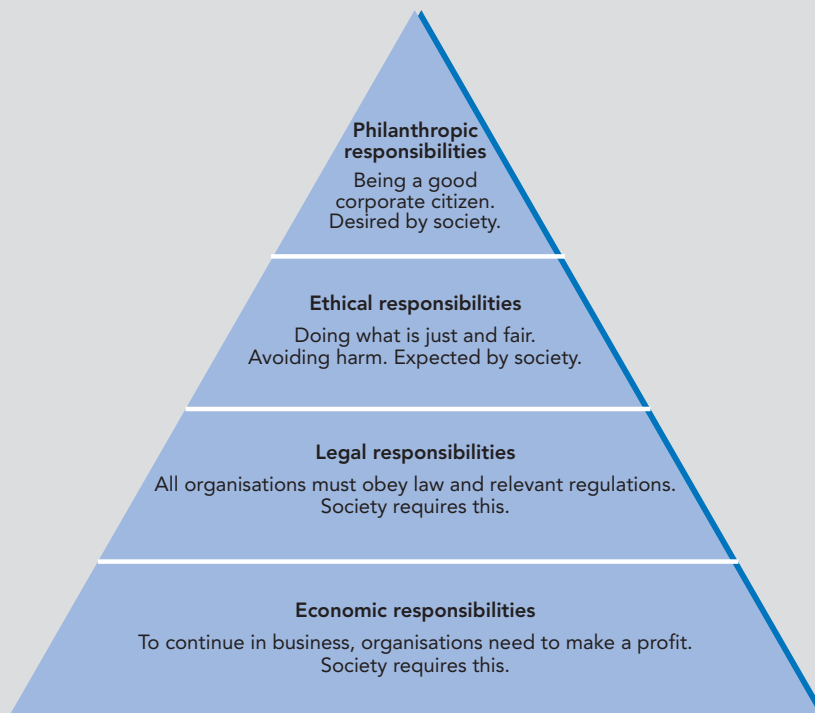 Philanthropic
responsibilities
Being a good
corporate citizen.
Desired by society.
Ethical responsibilities
Doing what is just and fair.
Avoiding harm. Expected by society.
Legal responsibilities
All organisations must obey law and relevant regulations.
Society requires this.
Economic responsibilities
To continue in business, organisations need to make a profit.
Society requires this.